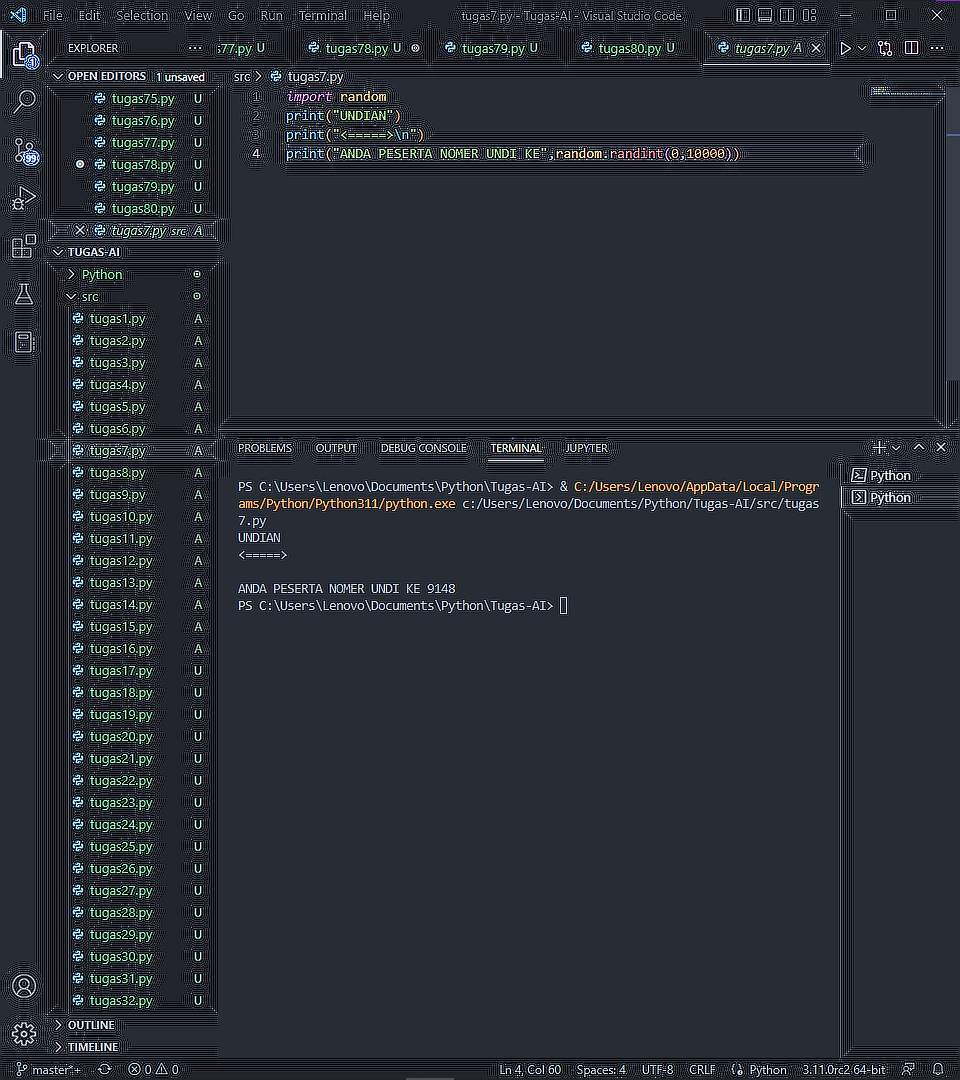 File Edit Selection View Go Run Terminal Help tugas7.py - Tugas-AI - Visual Studio Code
EXPLORER
s77.py U tugas78.py U tugas79.py U tugas80.py U tugas7.py A
OPEN EDITORS 1 unsaved
tugas75.py U
tugas76.py U
tugas77.py U
tugas78.py U
tugas79.py U
tugas80.py U
tugas7.py src A
TUGAS-AI
Python
src
tugas1.py A
tugas2.py A
tugas3.py A
tugas4.py A
tugas5.py A
tugas6.py A
tugas7.py A
tugas8.py A
tugas9.py A
tugas10.py A
tugas11.py A
tugas12.py A
tugas13.py A
tugas14.py A
tugas15.py A
tugas16.py A
tugas17.py U
tugas18.py U
tugas19.py U
tugas20.py U
tugas21.py U
tugas22.py U
tugas23.py U
tugas24.py U
tugas25.py U
tugas26.py U
tugas27.py U
tugas28.py U
tugas29.py U
tugas30.py U
tugas31.py U
tugas32.py U
OUTLINE
TIMELINE
1
99
src > tugas7.py
1 import random
2 print("UNDIAN")
3 print("<=====>\n")
4 print("ANDA PESERTA NOMER UNDI KE",random.randint(0,10000))
PROBLEMS OUTPUT DEBUG CONSOLE TERMINAL JUPYTER
PS C:\Users\Lenovo\Documents\Python\Tugas-AI> & C:/Users/Lenovo/AppData/Local/Progr
ams/Python/Python311/python.exe c:/Users/Lenovo/Documents/Python/Tugas-AI/src/tugas
7.py
UNDIAN
<=====>
ANDA PESERTA NOMER UNDI KE 9148
PS C:\Users\Lenovo\Documents\Python\Tugas-AI>
Python
Python
master*+ 0 0 Ln 4, Col 60 Spaces: 4 UTF-8 CRLF Python 3.11.0rc2 64-bit